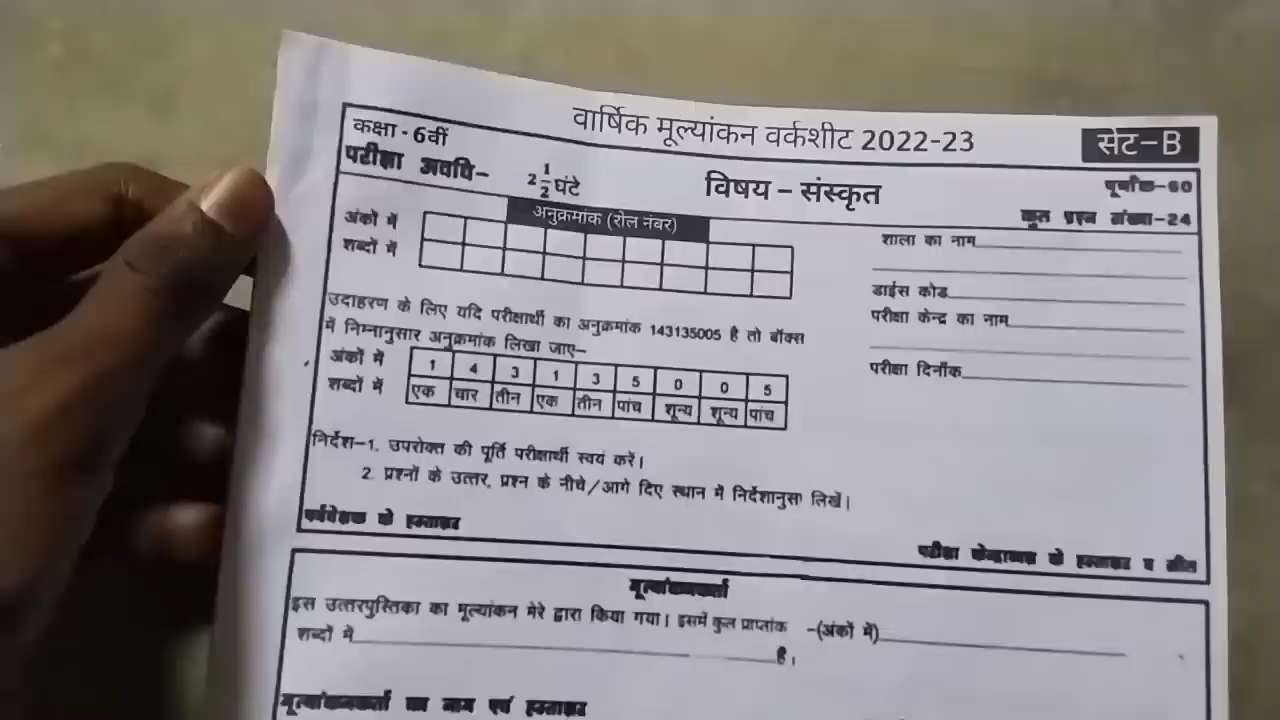 वार्षिक मूल्यांकन वर्कशीट 2022-23
सेट-B
कक्षा - 6वीं
परीक्षा अवधि- 2 1/2 घंटे
विषय - संस्कृत
पूर्णांक-60
कुल प्रश्न संख्या-24
अनुक्रमांक (रोल नंबर)
अंकों में
शब्दों में
शाला का नाम
डाईस कोड
परीक्षा केन्द्र का नाम
परीक्षा दिनॉंक
उदाहरण के लिए यदि परीक्षार्थी का अनुक्रमांक 143135005 है तो बॉक्स
में निम्नानुसार अनुक्रमांक लिखा जाए-
अंकों में 1 4 3 1 3 5 0 0 5
शब्दों में एक चार तीन एक तीन पांच शून्य शून्य पांच
निर्देश-1. उपरोक्त की पूर्ति परीक्षार्थी स्वयं करें।
2. प्रश्नों के उत्तर, प्रश्न के नीचे/आगे दिए स्थान में निर्देशानुसा लिखें।
पर्यवेक्षक के हस्ताक्षर
परीक्षा केन्द्राध्यक्ष के हस्ताक्षर व सील
मूल्यांकनकर्ता
इस उत्तरपुस्तिका का मूल्यांकन मेरे द्वारा किया गया। इसमें कुल प्राप्तांक -(अंकों में)
शब्दों में है।
मूल्यांकनकर्ता का नाम एवं हस्ताक्षर